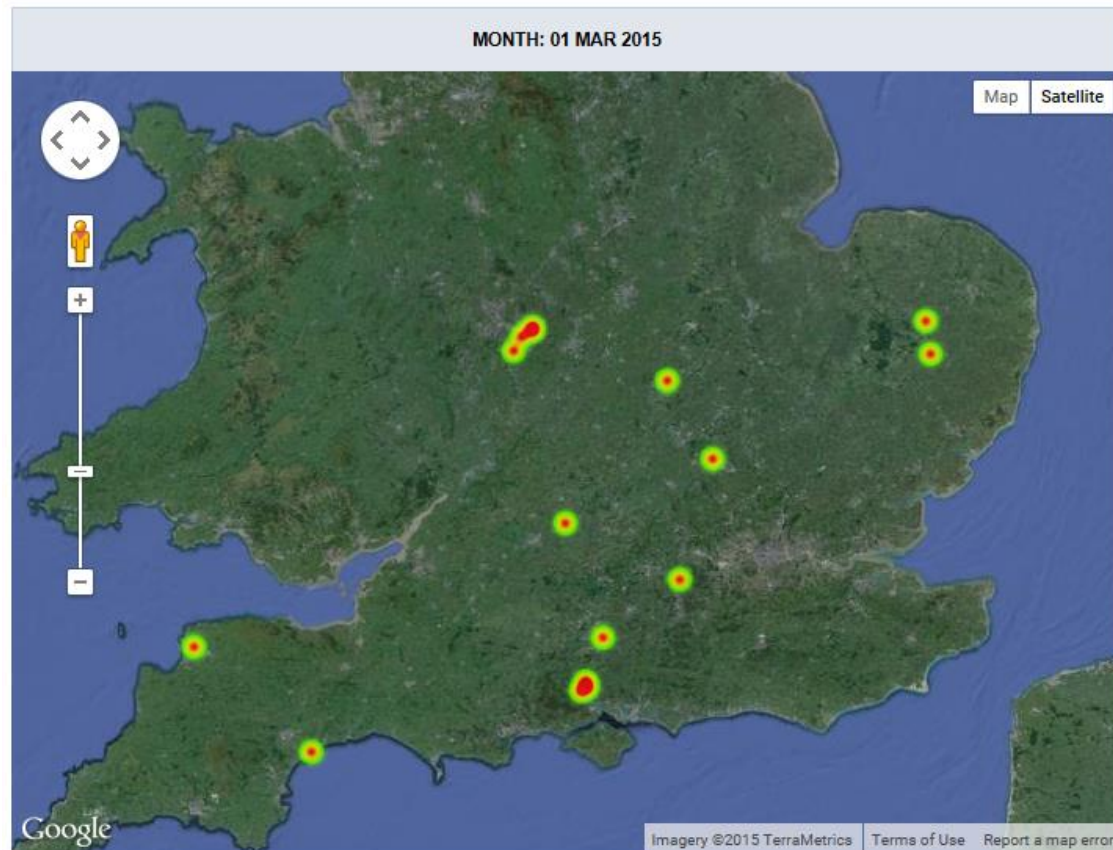 MONTH: 01 MAR 2015
Map Satellite
Google
Imagery ©2015 TerraMetrics Terms of Use Report a map error